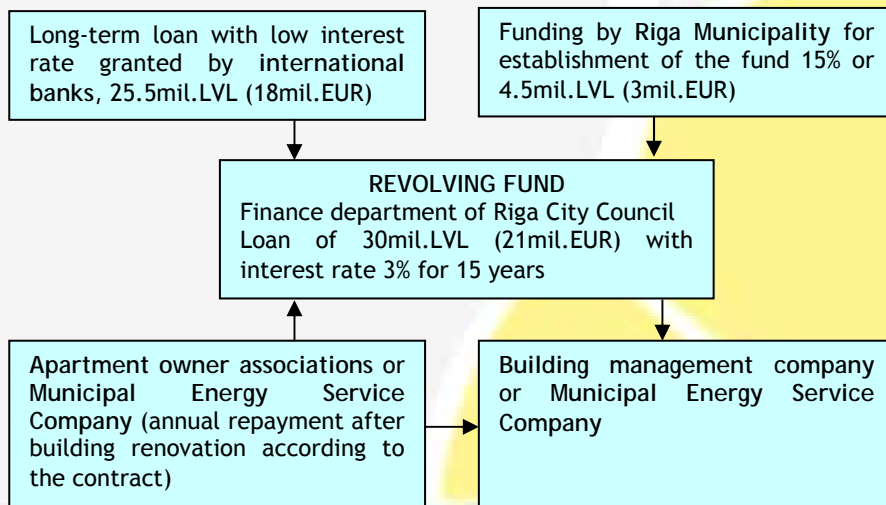 Long-term loan with low interest
rate granted by international
banks, 25.5mil.LVL (18mil.EUR)
Funding by Riga Municipality for
establishment of the fund 15% or
4.5mil.LVL (3mil.EUR)
REVOLVING FUND
Finance department of Riga City Council
Loan of 30mil.LVL (21mil.EUR) with
interest rate 3% for 15 years
Apartment owner associations or
Municipal Energy Service
Company (annual repayment after
building renovation according to
the contract)
Building management company
or Municipal Energy Service
Company